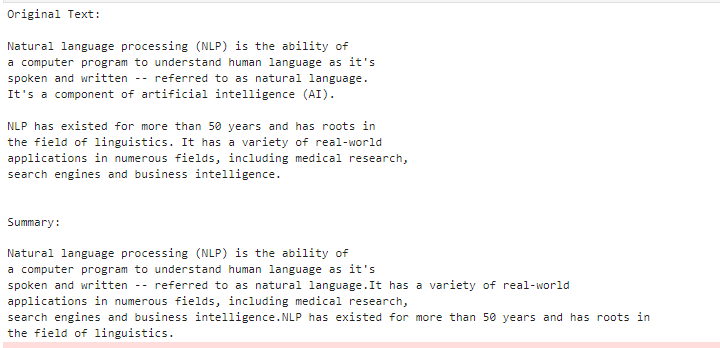 Original Text:
Natural language processing (NLP) is the ability of
a computer program to understand human language as it's
spoken and written -- referred to as natural language.
It's a component of artificial intelligence (AI).
NLP has existed for more than 50 years and has roots in
the field of linguistics. It has a variety of real-world
applications in numerous fields, including medical research,
search engines and business intelligence.
Summary:
Natural language processing (NLP) is the ability of
a computer program to understand human language as it's
spoken and written -- referred to as natural language.It has a variety of real-world
applications in numerous fields, including medical research,
search engines and business intelligence.NLP has existed for more than 50 years and has roots in
the field of linguistics.